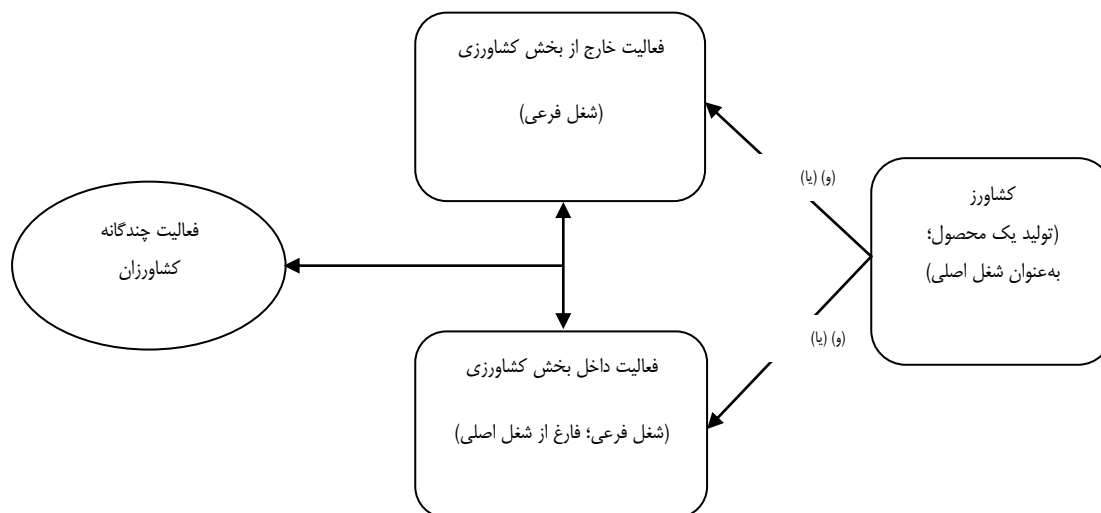 فعالیت خارج از بخش کشاورزی
(شغل فرعی)
(و) (یا)
کشاورز
(تولید یک محصول؛
به‌عنوان شغل اصلی)
فعالیت چندگانه
کشاورزان
(و) (یا)
فعالیت داخل بخش کشاورزی
(شغل فرعی؛ فارغ از شغل اصلی)